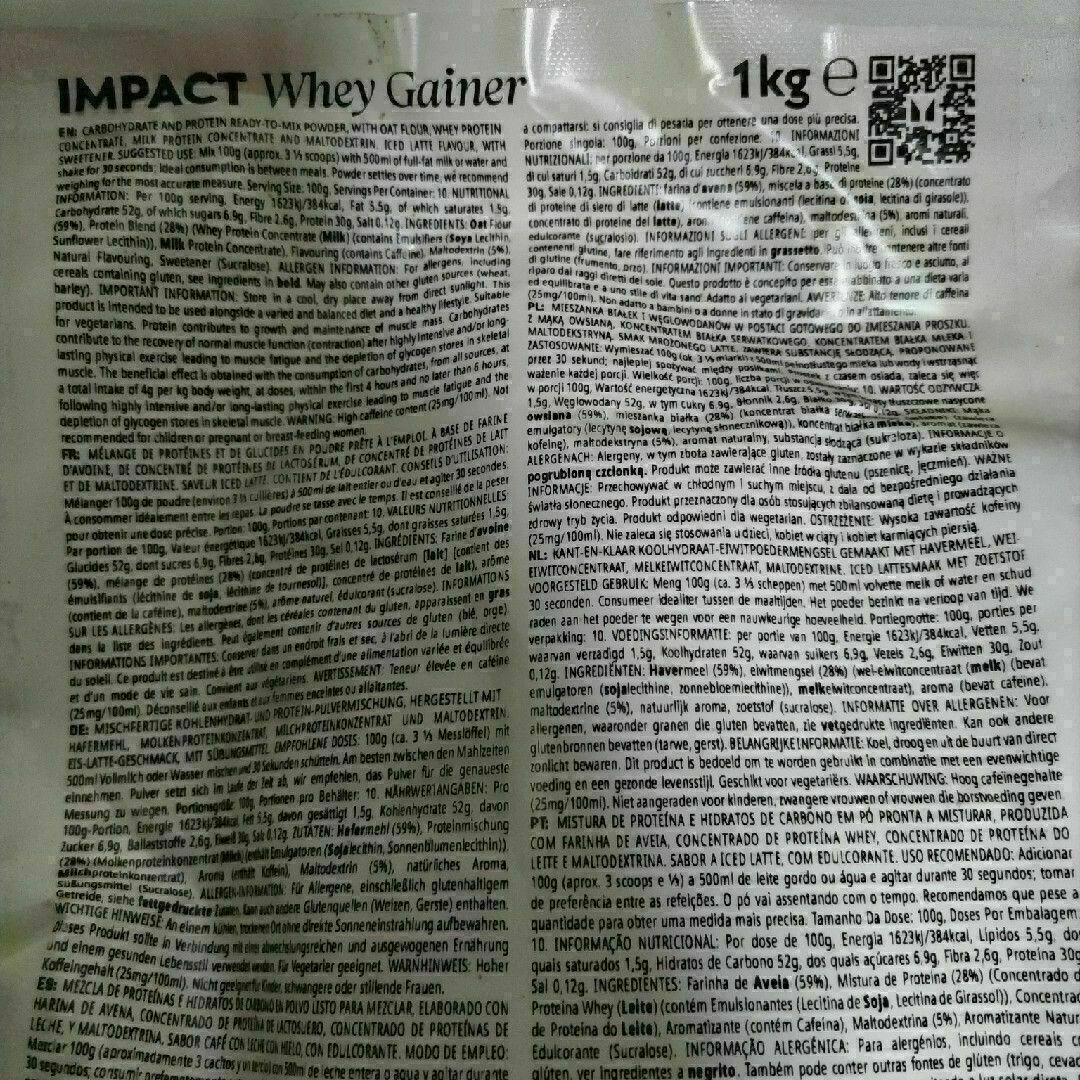 IMPACT Whey Gainer
1kg e
EN: CARBOHYDRATE AND PROTEIN READY-TO-MIX POWDER, WITH OAT FLOUR, WHEY PROTEIN
CONCENTRATE, MILK PROTEIN CONCENTRATE AND MALTODEXTRIN. ICED LATTE FLAVOUR, WITH
SWEETENER. SUGGESTED USE: Mix 100g (approx. 3 ⅓ scoops) with 500ml of full-fat milk or water and
shake for 30 seconds; ideal consumption is between meals. Powder settles over time, we recommend
weighing for the most accurate measure. Serving Size: 100g. Servings Per Container: 10. NUTRITIONAL
INFORMATION: Per 100g serving, Energy 1623kJ/384kcal, Fat 5.5g, of which saturates 1.5g,
Carbohydrate 52g, of which sugars 6.9g, Fibre 2.6g, Protein 30g, Salt 0.12g. INGREDIENTS: Oat Flour
(59%), Protein Blend (28%) (Whey Protein Concentrate (Milk) (contains Emulsifiers (Soya Lecithin,
Sunflower Lecithin)), Milk Protein Concentrate), Flavouring (contains Caffeine), Maltodextrin (5%),
Natural Flavouring, Sweetener (Sucralose). ALLERGEN INFORMATION: For allergens, including
cereals containing gluten, see ingredients in bold. May also contain other gluten sources (wheat,
barley). IMPORTANT INFORMATION: Store in a cool, dry place away from direct sunlight. This
product is intended to be used alongside a varied and balanced diet and a healthy lifestyle. Suitable
for vegetarians. Protein contributes to growth and maintenance of muscle mass. Carbohydrates
contribute to the recovery of normal muscle function (contraction) after highly intensive and/or long-
lasting physical exercise leading to muscle fatigue and the depletion of glycogen stores in skeletal
muscle. The beneficial effect is obtained with the consumption of carbohydrates, from all sources, at
a total intake of 4g per kg body weight, at doses, within the first 4 hours and no later than 6 hours,
following highly intensive and/or long-lasting physical exercise leading to muscle fatigue and the
depletion of glycogen stores in skeletal muscle. WARNING: High caffeine content (25mg/100ml). Not
recommended for children or pregnant or breast-feeding women.
FR: MÉLANGE DE PROTÉINES ET DE GLUCIDES EN POUDRE PRÊTE À L'EMPLOI, À BASE DE FARINE
D'AVOINE, DE CONCENTRÉ DE PROTÉINES DE LACTOSÉRUM, DE CONCENTRÉ DE PROTÉINES DE LAIT
ET DE MALTODEXTRINE. SAVEUR ICED LATTE. CONTIENT DE L'ÉDULCORANT. CONSEILS D'UTILISATION:
Mélanger 100g de poudre (environ 3 ⅓ cuillères) à 500ml de lait entier ou d'eau et agiter 30 secondes.
À consommer idéalement entre les repas. La poudre se tasse avec le temps. Il est conseillé de la peser
pour obtenir une dose précise. Portion: 100g, Portions par contenant: 10. VALEURS NUTRITIONNELLES:
Par portion de 100g, Valeur énergétique 1623kJ/384kcal, Graisses 5,5g, dont graisses saturées 1,5g,
Glucides 52g, dont sucres 6,9g, Fibres 2,6g, Protéines 30g, Sel 0,12g. INGRÉDIENTS: Farine d'avoine
(59%), mélange de protéines (28%) (concentré de protéines de lactosérum (lait) [contient des
émulsifiants (lécithine de soja, lécithine de tournesol)], concentré de protéines de lait), arôme
(contient de la caféine), maltodextrine (5%), arôme naturel, édulcorant (sucralose). INFORMATIONS
SUR LES ALLERGÈNES: Les allergènes, dont les céréales contenant du gluten, apparaissent en gras
dans la liste des ingrédients. Peut également contenir d'autres sources de gluten (blé, orge).
INFORMATIONS IMPORTANTES: Conserver dans un endroit frais et sec, à l'abri de la lumière directe
du soleil. Ce produit est destiné à être utilisé en complément d'une alimentation variée et équilibrée
et d'un mode de vie sain. Convient aux végétariens. AVERTISSEMENT: Teneur élevée en caféine
(25mg/100ml). Déconseillé aux enfants et aux femmes enceintes ou allaitantes.
DE: MISCHFERTIGE KOHLENHYDRAT- UND PROTEIN-PULVERMISCHUNG, HERGESTELLT MIT
HAFERMEHL, MOLKENPROTEINKONZENTRAT, MILCHPROTEINKONZENTRAT UND MALTODEXTRIN.
EIS-LATTE-GESCHMACK, MIT SÜßUNGSMITTEL. EMPFOHLENE DOSIS: 100g (ca. 3 ⅓ Messlöffel) mit
500ml Vollmilch oder Wasser mischen und 30 Sekunden schütteln. Am besten zwischen den Mahlzeiten
einnehmen. Pulver setzt sich im Laufe der Zeit ab, wir empfehlen, das Pulver für die genaueste
Messung zu wiegen. Portionsgröße: 100g, Portionen pro Behälter: 10. NÄHRWERTANGABEN: Pro
100g-Portion, Energie 1623kJ/384kcal, Fett 5,5g, davon gesättigt 1,5g, Kohlenhydrate 52g, davon
Zucker 6,9g, Ballaststoffe 2,6g, Eiweiß 30g, Salz 0,12g. ZUTATEN: Hafermehl (59%), Proteinmischung
(28%) (Molkenproteinkonzentrat (Milch) (enthält Emulgatoren (Sojalecithin, Sonnenblumenlecithin)),
Milchproteinkonzentrat), Aroma (enthält Koffein), Maltodextrin (5%), natürliches Aroma,
Süßungsmittel (Sucralose). ALLERGEN-INFORMATION: Für Allergene, einschließlich glutenhaltigem
Getreide, siehe fettgedruckte Zutaten. Kann auch andere Glutenquellen (Weizen, Gerste) enthalten.
WICHTIGE HINWEISE: An einem kühlen, trockenen Ort ohne direkte Sonneneinstrahlung aufbewahren.
Dieses Produkt sollte in Verbindung mit eines abwechslungsreichen und ausgewogenen Ernährung
und einem gesunden Lebensstil verwendet werden. Für Vegetarier geeignet. WARNHINWEIS: Hoher
Koffeingehalt (25mg/100ml). Nicht geeignet für Kinder, schwangere oder stillende Frauen.
ES: MEZCLA DE PROTEÍNAS E HIDRATOS DE CARBONO EN POLVO LISTO PARA MEZCLAR, ELABORADO CON
HARINA DE AVENA, CONCENTRADO DE PROTEÍNA DE LACTOSUERO, CONCENTRADO DE PROTEÍNAS DE
LECHE, Y MALTODEXTRINA, SABOR CAFÉ CON LECHE CON HIELO, CON EDULCORANTE. MODO DE EMPLEO:
Mezclar 100g (aproximadamente 3 cacitos y un tercio) con 500ml de leche entera o agua y agitar durante
30 segundos; consumir preferentemente
a compattarsi: si consiglia di pesarla per ottenere una dose più precisa.
Porzione singola: 100g, Porzioni per confezione: 10. INFORMAZIONI
NUTRIZIONALI: per porzione da 100g, Energia 1623kJ/384kcal, Grassi 5,5g,
di cui saturi 1,5g, Carboidrati 52g, di cui zuccheri 6,9g, Fibre 2,6g, Proteine
30g, Sale 0,12g. INGREDIENTI: farina d'avena (59%), miscela a base di proteine (28%) (concentrato
di proteine di siero di latte (latte, contiene emulsionanti (lecitina di soia, lecitina di girasole)),
concentrato di proteine del latte), caffeina), maltodestrina (5%), aromi naturali,
edulcorante (sucralosio). INFORMAZIONI SUGLI ALLERGENI: per gli allergeni, inclusi i cereali
contenenti glutine, fare riferimento agli ingredienti in grassetto. Può inoltre contenere altre fonti
di glutine (frumento, orzo). INFORMAZIONI IMPORTANTI: Conservare in luogo fresco e asciutto, al
riparo dai raggi diretti del sole. Questo prodotto è concepito per essere abbinato a una dieta varia
ed equilibrata e a uno stile di vita sano. Adatto ai vegetariani. AVVERTENZE: Alto tenore di caffeina
(25mg/100ml). Non adatto a bambini o a donne in stato di gravidanza o in allattamento.
PL: MIESZANKA BIAŁEK I WĘGLOWODANÓW W POSTACI GOTOWEGO DO ZMIESZANIA PROSZKU,
Z MĄKĄ OWSIANĄ, KONCENTRATEM BIAŁKA SERWATKOWEGO, KONCENTRATEM BIAŁKA MLEKA I
MALTODEKSTRYNĄ. SMAK MROŻONEGO LATTE, ZAWIERA SUBSTANCJĘ SŁODZĄCĄ. PROPONOWANE
ZASTOSOWANIE: Wymieszać 100g (ok. 3 ⅓ miarki) z 500ml pełnotłustego mleka lub wody i wstrząsnąć
przez 30 sekund; najlepiej spożywać między posiłkami. z czasem osiada, zaleca się więc
ważenie każdej porcji. Wielkość porcji: 100g, liczba porcji w 10. WARTOŚĆ ODŻYWCZA:
w porcji 100g, Wartość energetyczna 1623kJ/384kcal, Tłuszcz 5, tłuszcze nasycone
1,5g, Węglowodany 52g, w tym cukry 6,9g, Błonnik 2,6g, Mąka
owsiana (59%), mieszanka białka (28%) (koncentrat białka
emulgatory (lecytynę sojową, lecytynę słonecznikową)), koncentrat białka mleka), aromat (zawiera
kofeinę), maltodekstryna (5%), aromat naturalny, substancja słodząca (sukraloza). INFORMACJE O
ALERGENACH: Alergeny, w tym zboża zawierające gluten, zostały zaznaczone w wykazie składników
pogrubioną czcionką. Produkt może zawierać inne źródła glutenu (pszenicę, jęczmień). WAŻNE
INFORMACJE: Przechowywać w chłodnym i suchym miejscu, z dala od bezpośredniego działania
światła słonecznego. Produkt przeznaczony dla osób stosujących zbilansowaną dietę i prowadzących
zdrowy tryb życia. Produkt odpowiedni dla wegetarian. OSTRZEŻENIE: Wysoka zawartość kofeiny
(25mg/100ml). Nie zaleca się stosowania u dzieci, kobiet w ciąży i kobiet karmiących piersią.
NL: KANT-EN-KLAAR KOOLHYDRAAT-EIWITPOEDERMENGSEL GEMAAKT MET HAVERMEEL, WEI-
EIWITCONCENTRAAT, MELKEIWITCONCENTRAAT, MALTODEXTRINE. ICED LATTESMAAK MET ZOETSTOF
VOORGESTELD GEBRUIK: Meng 100g (ca. 3 ⅓ scheppen) met 500ml volvette melk of water en schud
30 seconden. Consumeer idealiter tussen de maaltijden. Het poeder bezinkt na verloop van tijd. We
raden aan het poeder te wegen voor een nauwkeurige hoeveelheid. Portiegrootte: 100g, porties per
verpakking: 10. VOEDINGSINFORMATIE: per portie van 100g, Energie 1623kJ/384kcal, Vetten 5,5g,
waarvan verzadigd 1,5g, Koolhydraten 52g, waarvan suikers 6,9g, Vezels 2,6g, Eiwitten 30g, Zout
0,12g. INGREDIËNTEN: Havermeel (59%), eiwitmengsel (28%) (wei-eiwitconcentraat (melk) (bevat
emulgatoren (sojalecithine, zonnebloemlecithine)), melkeiwitconcentraat), aroma (bevat cafeïne),
maltodextrine (5%), natuurlijk aroma, zoetstof (sucralose). INFORMATIE OVER ALLERGENEN: Voor
allergenen, waaronder granen die gluten bevatten, zie vetgedrukte ingrediënten. Kan ook andere
glutenbronnen bevatten (tarwe, gerst). BELANGRIJKE INFORMATIE: Koel, droog en uit de buurt van direct
zonlicht bewaren. Dit product is bedoeld om te worden gebruikt in combinatie met een evenwichtige
voeding en een gezonde levensstijl. Geschikt voor vegetariërs. WAARSCHUWING: Hoog cafeïnegehalte
(25mg/100ml). Niet aangeraden voor kinderen, zwangere vrouwen of vrouwen die borstvoeding geven.
PT: MISTURA DE PROTEÍNA E HIDRATOS DE CARBONO EM PÓ PRONTA A MISTURAR, PRODUZIDA
COM FARINHA DE AVEIA, CONCENTRADO DE PROTEÍNA WHEY, CONCENTRADO DE PROTEÍNA DO
LEITE E MALTODEXTRINA. SABOR A ICED LATTE, COM EDULCORANTE. USO RECOMENDADO: Adicionar
100g (aprox. 3 scoops e ⅓) a 500ml de leite gordo ou água e agitar durante 30 segundos; tomar
de preferência entre as refeições. O pó vai assentando com o tempo. Recomendamos que pese a
quantidade para obter uma medida mais precisa. Tamanho Da Dose: 100g, Doses Por Embalagem
10. INFORMAÇÃO NUTRICIONAL: Por dose de 100g, Energia 1623kJ/384kcal, Lípidos 5,5g, dos
quais saturados 1,5g, Hidratos de Carbono 52g, dos quais açúcares 6,9g, Fibra 2,6g, Proteína 30g
Sal 0,12g. INGREDIENTES: Farinha de Aveia (59%), Mistura de Proteína (28%) (Concentrado d
Proteína Whey (Leite) (contém Emulsionantes (Lecitina de Soja, Lecitina de Girassol)), Concentrad
de Proteína do Leite), Aromatizante (contém Cafeína), Maltodextrina (5%), Aromatizante Natur
Edulcorante (Sucralose). INFORMAÇÃO ALERGÉNICA: Para alergénios, incluindo cereais c
glúten, ver ingredientes a negrito. Também pode conter outras fontes de glúten (trigo, ceva